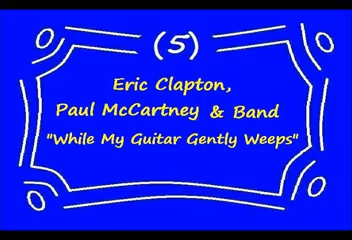 (5)
Eric Clapton,
Paul McCartney & Band
"While My Guitar Gently Weeps"